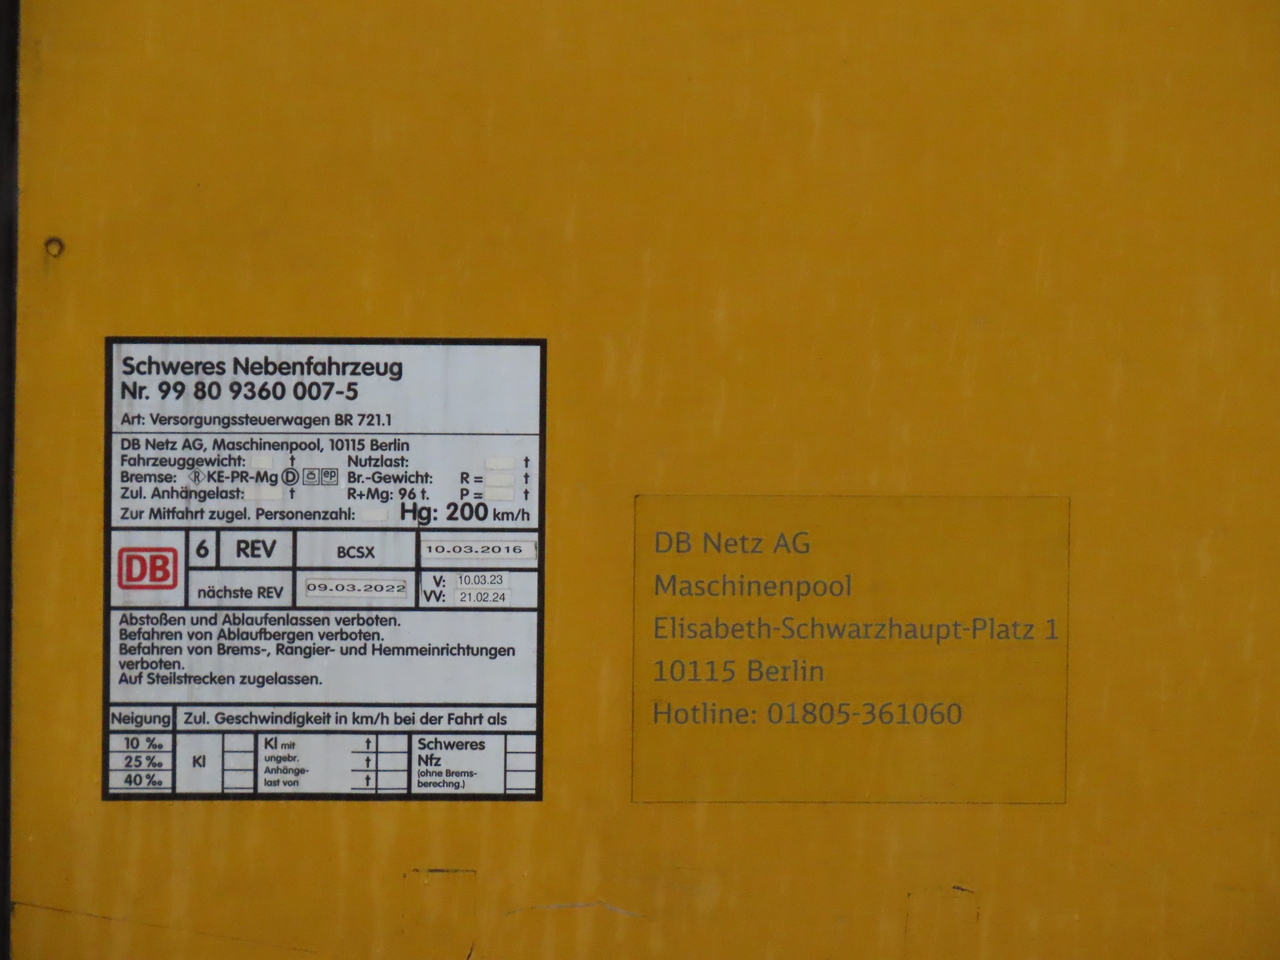 Schweres Nebenfahrzeug
Nr. 99 80 9360 007-5
Art: Versorgungssteuerwagen BR 721.1
DB Netz AG, Maschinenpool, 10115 Berlin
Fahrzeuggewicht: t Nutzlast: t
Bremse: R KE-PR-Mg D ep Br.-Gewicht: R = t
Zul. Anhängelast: t R+Mg: 96 t. P = t
Zur Mitfahrt zugel. Personenzahl: Hg: 200 km/h
DB 6 REV BCSX 10.03.2016
nächste REV 09.03.2022 V: 10.03.23
VV: 21.02.24
Abstoßen und Ablaufenlassen verboten.
Befahren von Ablaufbergen verboten.
Befahren von Brems-, Rangier- und Hemmeinrichtungen
verboten.
Auf Steilstrecken zugelassen.
Neigung Zul. Geschwindigkeit in km/h bei der Fahrt als
10 ‰
25 ‰
40 ‰
Kl
Kl mit t
ungebr. t
Anhänge-
last von t
Schweres
Nfz
(ohne Brems-
berechng.)
DB Netz AG
Maschinenpool
Elisabeth-Schwarzhaupt-Platz 1
10115 Berlin
Hotline: 01805-361060